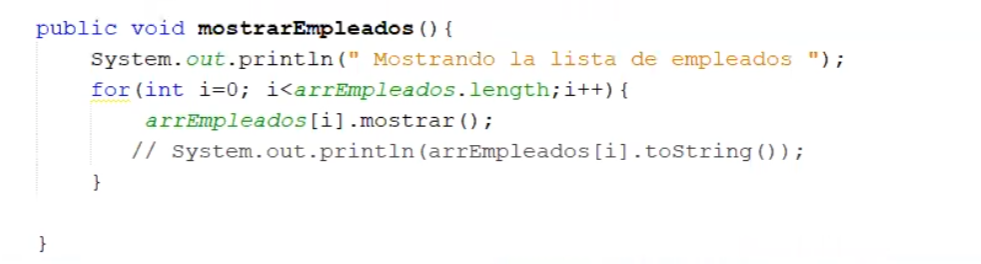 public void mostrarEmpleados(){
System.out.println(" Mostrando la lista de empleados ");
for(int i=0; i<arrEmpleados.length;i++){
arrEmpleados[i].mostrar();
// System.out.println(arrEmpleados[i].toString());
}
}